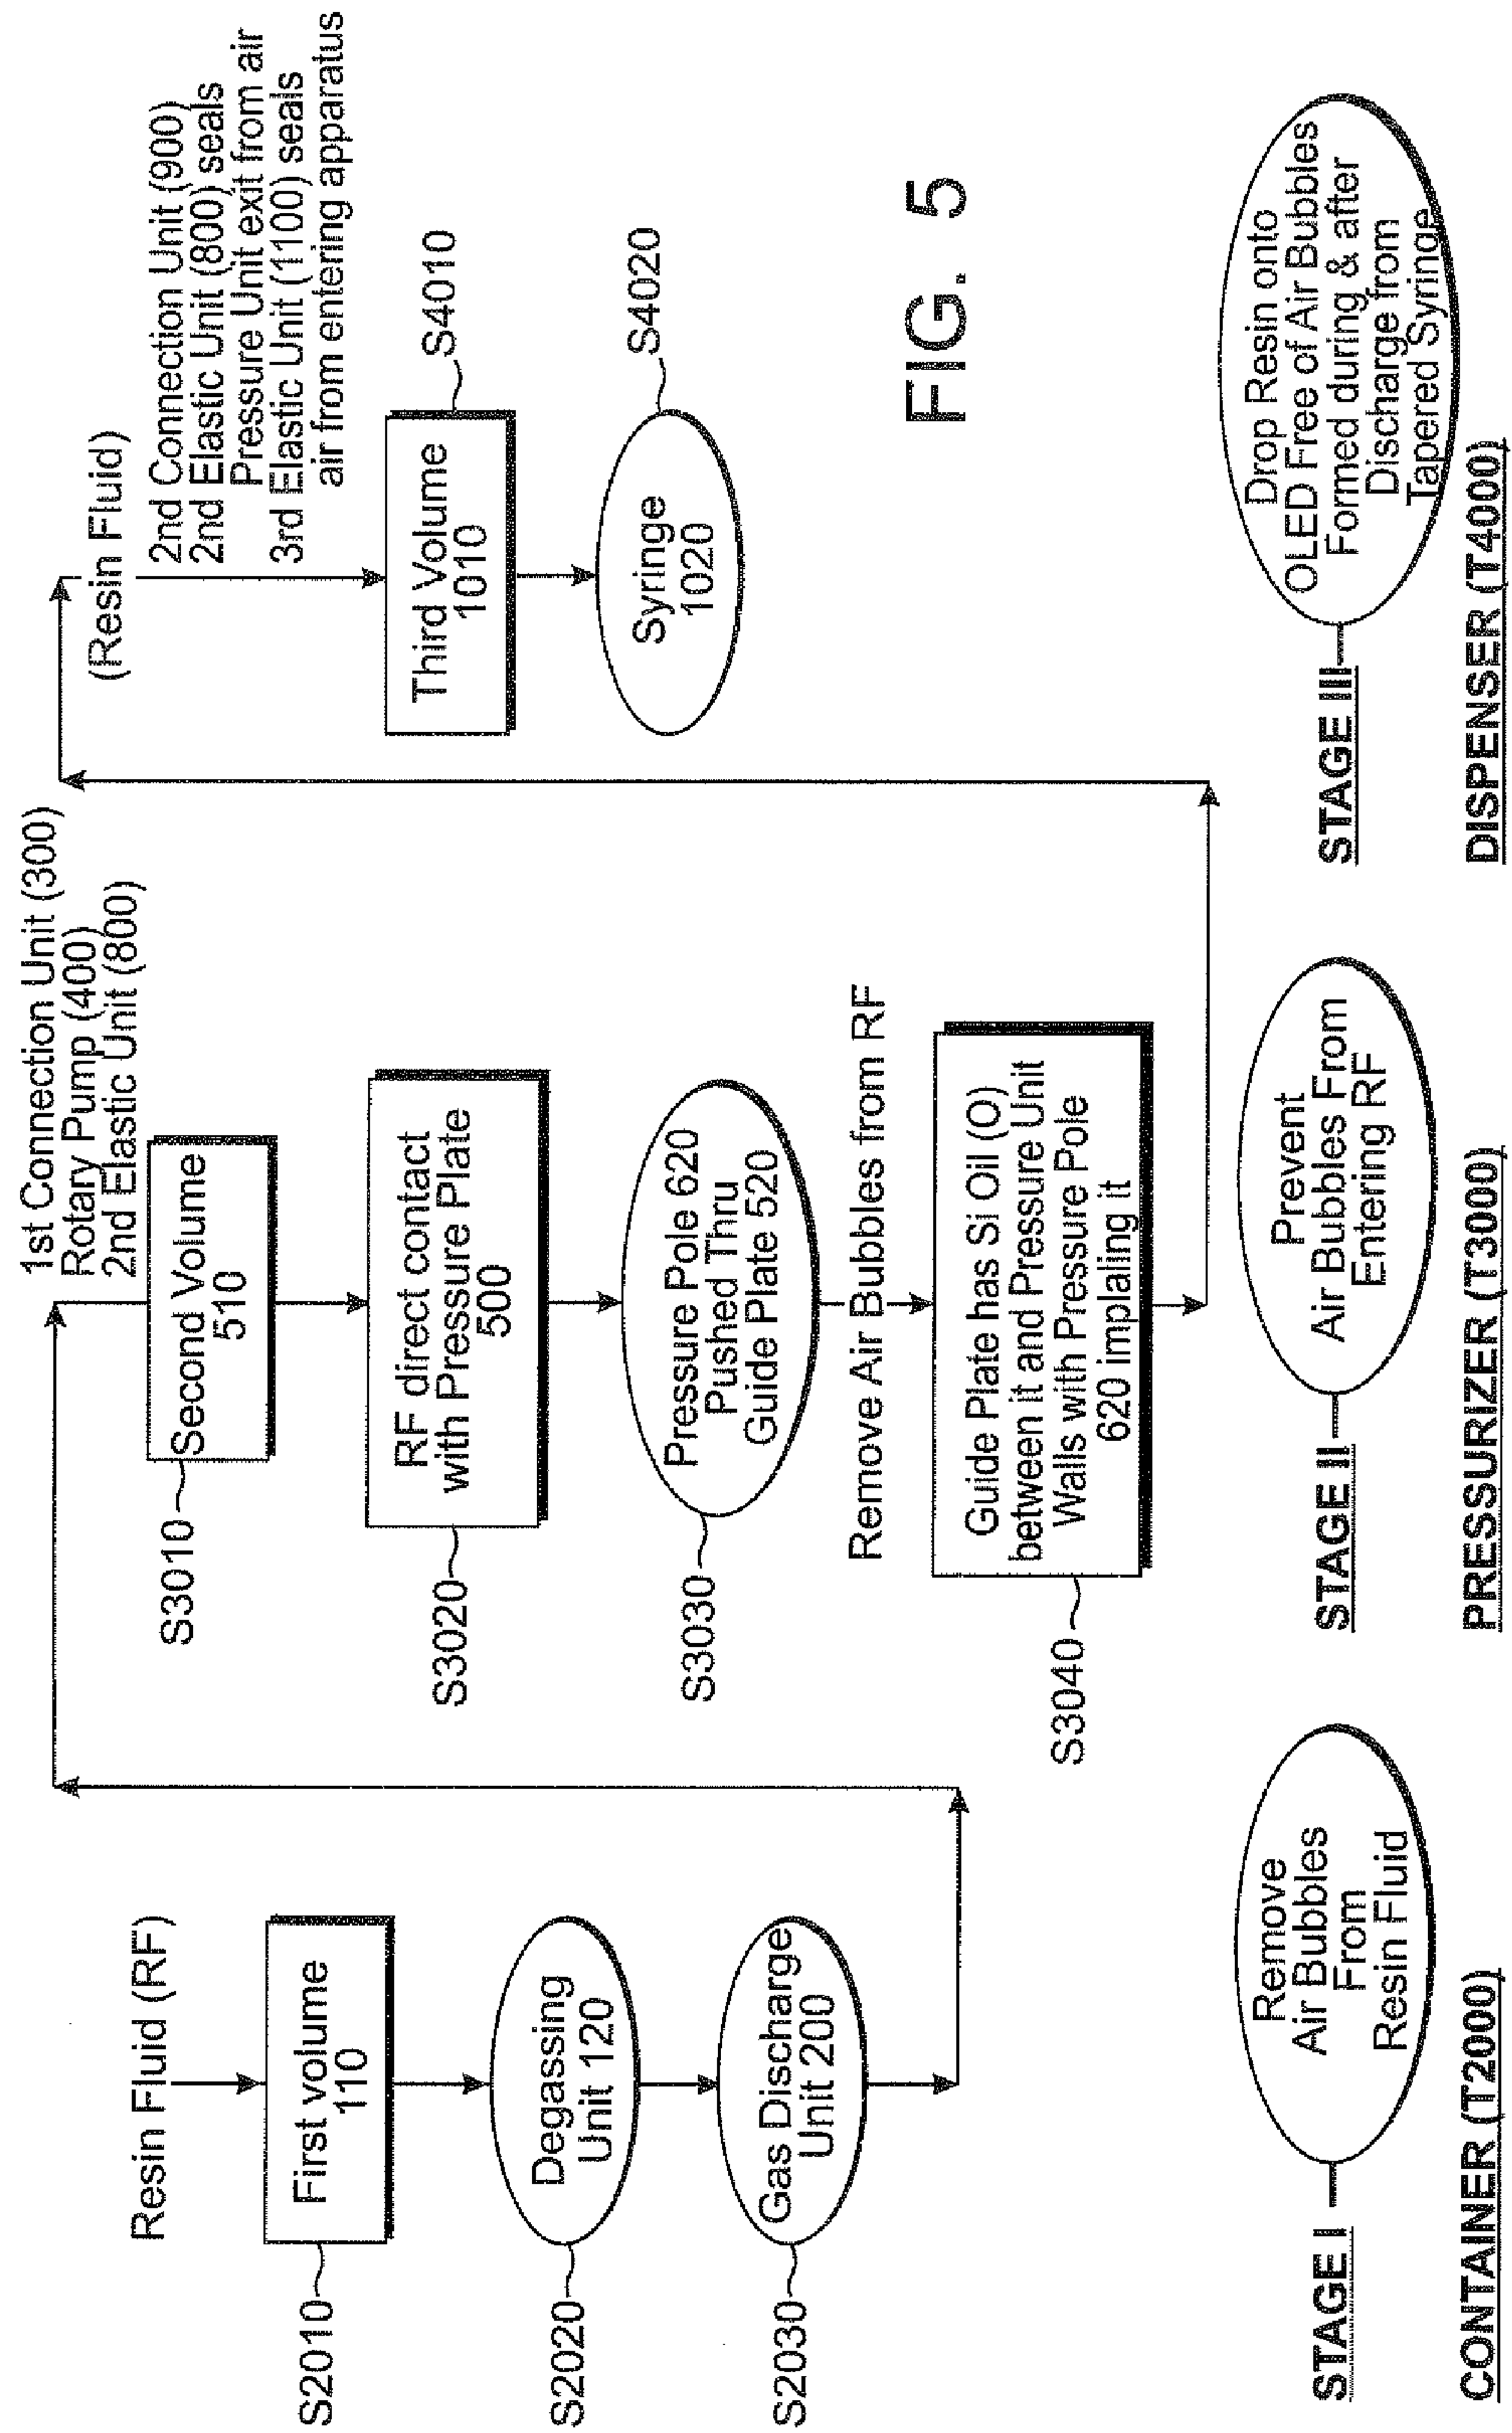 Resin Fluid (RF)
S2010
First volume
110
S2020
Degassing
Unit 120
S2030
Gas Discharge
Unit 200
STAGE I
Remove
Air Bubbles
From
Resin Fluid
CONTAINER (T2000)
1st Connection Unit (300)
Rotary Pump (400)
2nd Elastic Unit (800)
S3010
Second Volume
510
S3020
RF direct contact
with Pressure Plate
500
S3030
Pressure Pole 620
Pushed Thru
Guide Plate 520
Remove Air Bubbles from RF
S3040
Guide Plate has Si Oil (O)
between it and Pressure Unit
Walls with Pressure Pole
620 implaling it
STAGE II
Prevent
Air Bubbles From
Entering RF
PRESSURIZER (T3000)
(Resin Fluid)
2nd Connection Unit (900)
2nd Elastic Unit (800) seals
Pressure Unit exit from air
3rd Elastic Unit (1100) seals
air from entering apparatus
Third Volume
1010
S4010
Syringe
1020
S4020
FIG. 5
STAGE III
Drop Resin onto
OLED Free of Air Bubbles
Formed during & after
Discharge from
Tapered Syringe
DISPENSER (T4000)